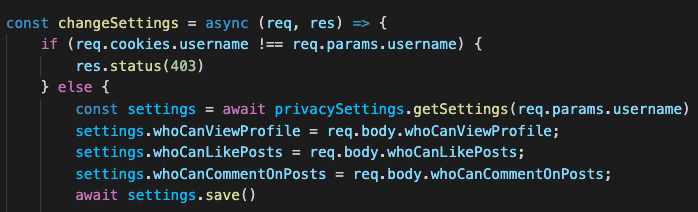 const changeSettings = async (req, res) => {
if (req.cookies.username !== req.params.username) {
res.status(403)
} else {
const settings = await privacySettings.getSettings(req.params.username)
settings.whoCanViewProfile = req.body.whoCanViewProfile;
settings.whoCanLikePosts = req.body.whoCanLikePosts;
settings.whoCanCommentOnPosts = req.body.whoCanCommentOnPosts;
await settings.save()